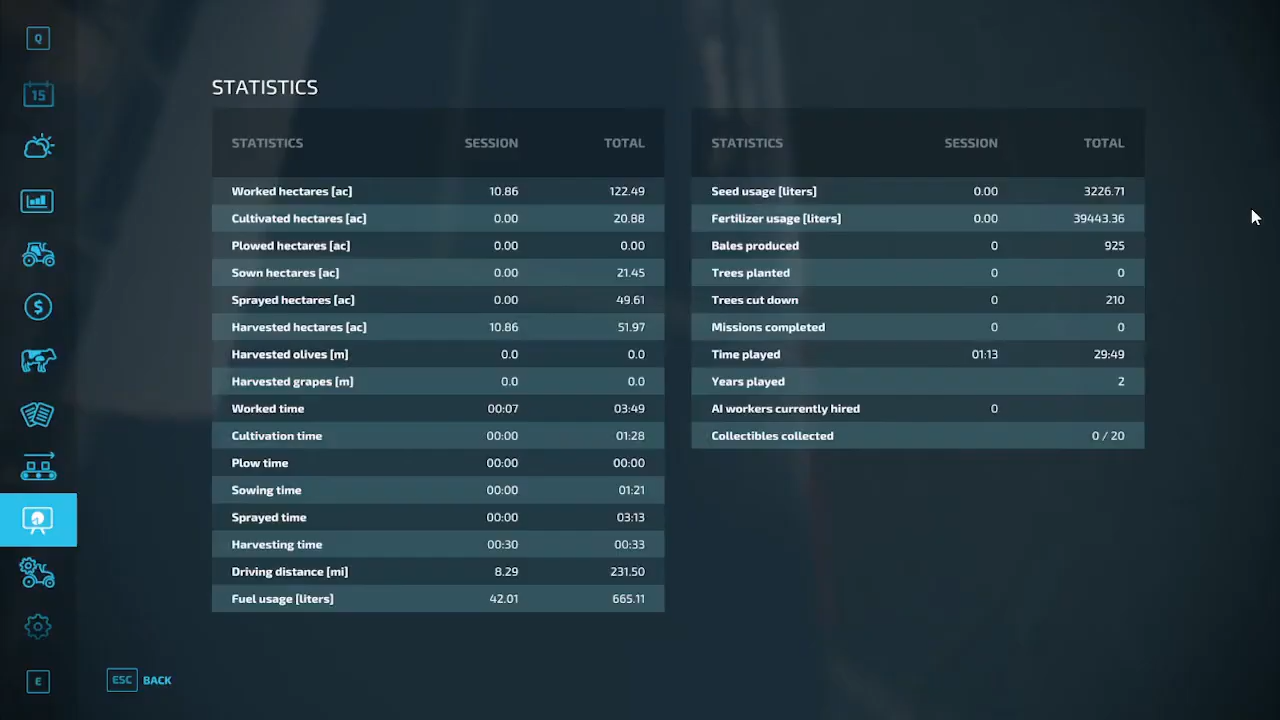 Q
15
STATISTICS
STATISTICS SESSION TOTAL
Worked hectares [ac] 10.86 122.49
Cultivated hectares [ac] 0.00 20.88
Plowed hectares [ac] 0.00 0.00
Sown hectares [ac] 0.00 21.45
Sprayed hectares [ac] 0.00 49.61
Harvested hectares [ac] 10.86 51.97
Harvested olives [m] 0.0 0.0
Harvested grapes [m] 0.0 0.0
Worked time 00:07 03:49
Cultivation time 00:00 01:28
Plow time 00:00 00:00
Sowing time 00:00 01:21
Sprayed time 00:00 03:13
Harvesting time 00:30 00:33
Driving distance [mi] 8.29 231.50
Fuel usage [liters] 42.01 665.11
STATISTICS SESSION TOTAL
Seed usage [liters] 0.00 3226.71
Fertilizer usage [liters] 0.00 39443.36
Bales produced 0 925
Trees planted 0 0
Trees cut down 0 210
Missions completed 0 0
Time played 01:13 29:49
Years played 2
AI workers currently hired 0
Collectibles collected 0 / 20
E
ESC BACK